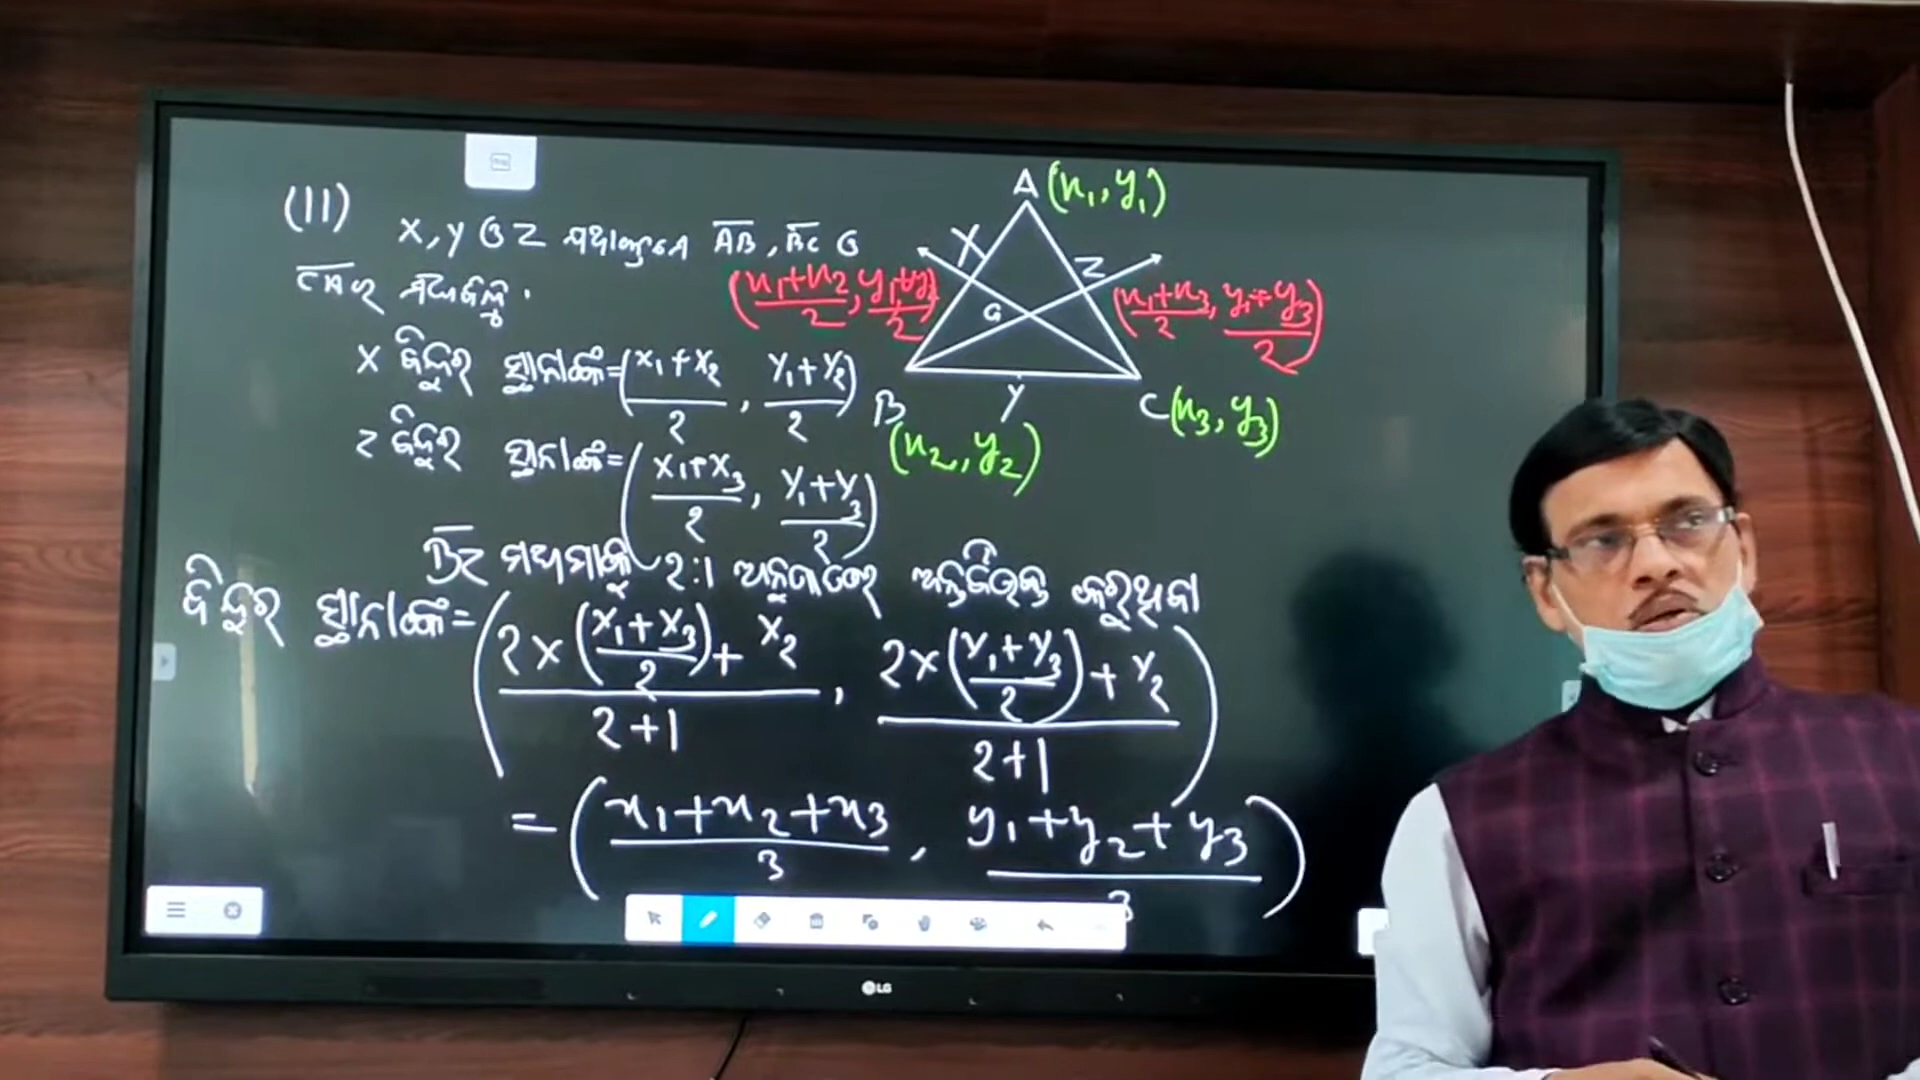 (11)
X, Y ଓ Z ଯଥାକ୍ରମେ AB, BC ଓ
CAର ମଧ୍ୟବିନ୍ଦୁ.
X ବିନ୍ଦୁର ସ୍ଥାନାଙ୍କ = (x₁+x₂/2, y₁+y₂/2)
Z ବିନ୍ଦୁର ସ୍ଥାନାଙ୍କ = (x₁+x₃/2, y₁+y₃/2)
BZ ମଧ୍ୟମାକୁ 2:1 ଅନୁପାତରେ ଅନ୍ତର୍ବିଭକ୍ତ କରୁଥିବା
ବିନ୍ଦୁର ସ୍ଥାନାଙ୍କ = (2×(x₁+x₃/2)+x₂/2+1, 2×(y₁+y₃/2)+y₂/2+1)
= (x₁+x₂+x₃/3, y₁+y₂+y₃/3)
A (x₁, y₁)
X
Z
(x₁+x₂/2, y₁+y₂/2)
G
(x₁+x₃/2, y₁+y₃/2)
B
Y
C (x₃, y₃)
(x₂, y₂)
LG